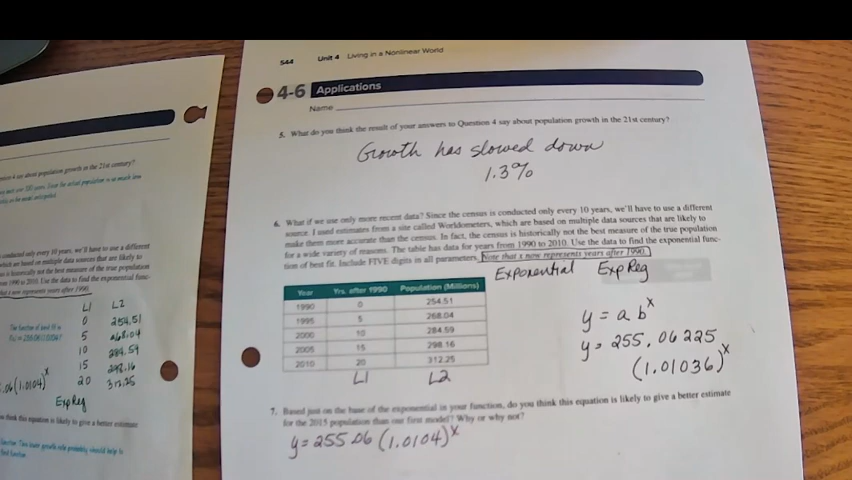 544 Unit 4 Living in a Nonlinear World
4-6 Applications
Name
5. What do you think the result of your answers to Question 4 say about population growth in the 21st century?
Growth has slowed down
1.3%
6. What if we use only more recent data? Since the census is conducted only every 10 years, we'll have to use a different
source. I used estimates from a site called Worldometers, which are based on multiple data sources that are likely to
make them more accurate than the census. In fact, the census is historically not the best measure of the true population
for a wide variety of reasons. The table has data for years from 1990 to 2010. Use the data to find the exponential func-
tion of best fit. Include FIVE digits in all parameters. Note that x now represents years after 1990.
Exponential ExpReg
Year Yrs. after 1990 Population (Millions)
1990 0 254.51
1995 5 268.04
2000 10 284.59
2005 15 298.16
2010 20 312.25
L1 L2
y = a b^x
y = 255.06225
(1.01036)^x
7. Based just on the base of the exponential in your function, do you think this equation is likely to give a better estimate
for the 2015 population than our first model? Why or why not?
y = 255.06 (1.0104)^x
L1 L2
0 254.51
5 268.04
10 284.59
15 298.16
20 312.25
.06 (1.0104)^x
ExpReg